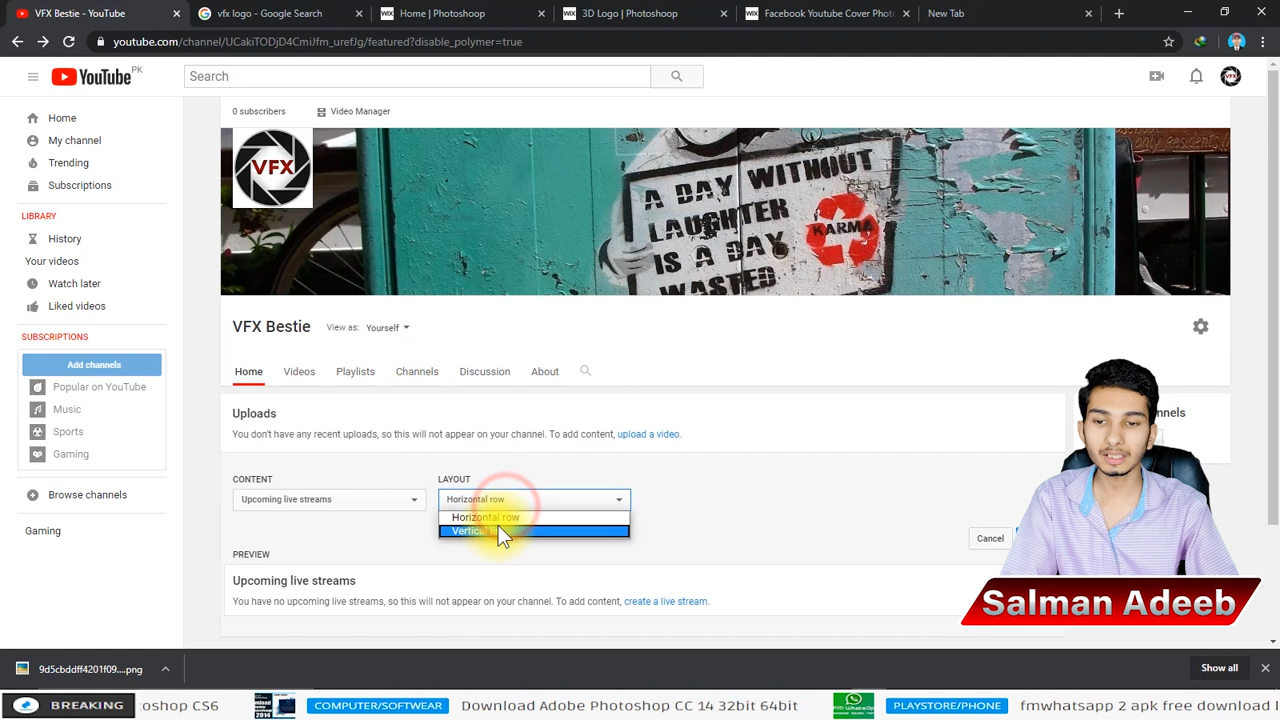 VFX Bestie - YouTube
vfx logo - Google Search
Home | Photoshoop
3D Logo | Photoshoop
Facebook Youtube Cover Phot
New Tab
youtube.com/channel/UCakiTODjD4CmiJfm_urefJg/featured?disable_polymer=true
YouTube PK
Search
VFX
Home
My channel
Trending
Subscriptions
LIBRARY
History
Your videos
Watch later
Liked videos
SUBSCRIPTIONS
Add channels
Popular on YouTube
Music
Sports
Gaming
Browse channels
Gaming
0 subscribers
Video Manager
VFX
A DAY WITHOUT
LAUGHTER
IS A DAY
WASTED
KARMA
only residents
VFX Bestie
View as: Yourself
Home
Videos
Playlists
Channels
Discussion
About
Uploads
You don't have any recent uploads, so this will not appear on your channel. To add content, upload a video.
CONTENT
LAYOUT
Upcoming live streams
Horizontal row
Horizontal row
Cancel
PREVIEW
Upcoming live streams
You have no upcoming live streams, so this will not appear on your channel. To add content, create a live stream.
Salman Adeeb
9d5cbddff4201f09....png
Show all
BREAKING
oshop CS6
COMPUTER/SOFTWEAR
Download Adobe Photoshop CC 14 32bit 64bit
PLAYSTORE/PHONE
fmwhatsapp 2 apk free download